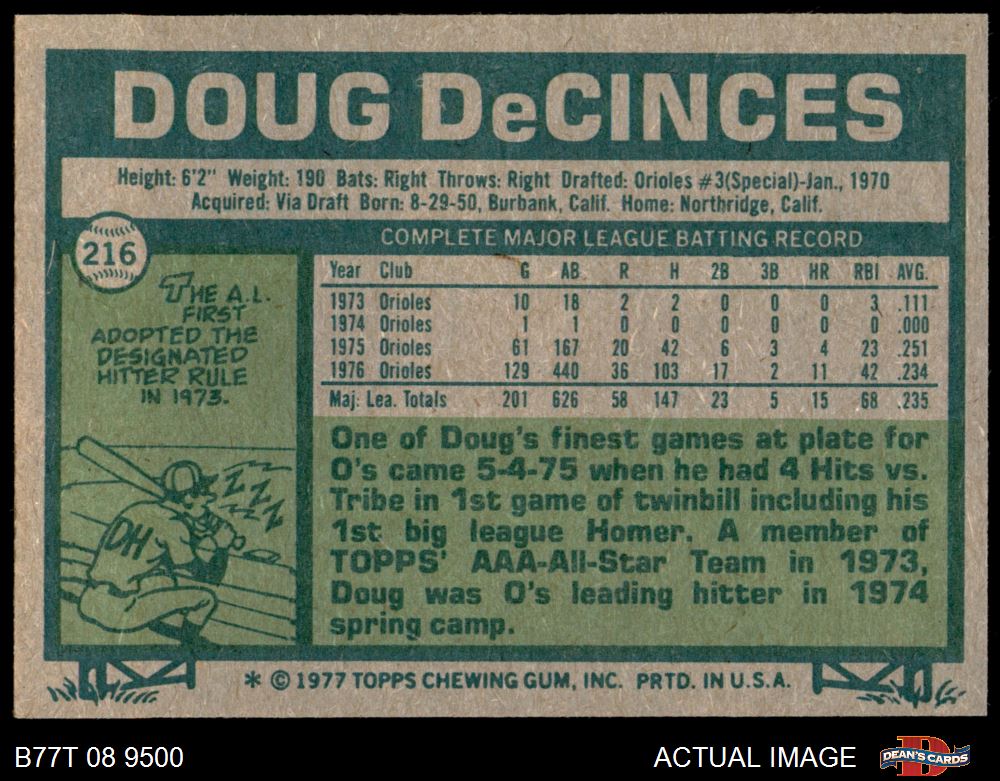 DOUG DeCINCES
Height: 6'2" Weight: 190 Bats: Right Throws: Right Drafted: Orioles #3(Special)-Jan., 1970
Acquired: Via Draft Born: 8-29-50, Burbank, Calif. Home: Northridge, Calif.
216
THE A.L.
FIRST
ADOPTED THE
DESIGNATED
HITTER RULE
IN 1973.
DH
ZZZ
ZZZ
COMPLETE MAJOR LEAGUE BATTING RECORD
Year Club G AB R H 2B 3B HR RBI AVG.
1973 Orioles 10 18 2 2 0 0 0 3 .111
1974 Orioles 1 1 0 0 0 0 0 0 .000
1975 Orioles 61 167 20 42 6 3 4 23 .251
1976 Orioles 129 440 36 103 17 2 11 42 .234
Maj. Lea. Totals 201 626 58 147 23 5 15 68 .235
One of Doug's finest games at plate for
O's came 5-4-75 when he had 4 Hits vs.
Tribe in 1st game of twinbill including his
1st big league Homer. A member of
TOPPS' AAA-All-Star Team in 1973,
Doug was O's leading hitter in 1974
spring camp.
* © 1977 TOPPS CHEWING GUM, INC. PRTD. IN U.S.A.
B77T 08 9500
ACTUAL IMAGE
DEAN'S CARDS